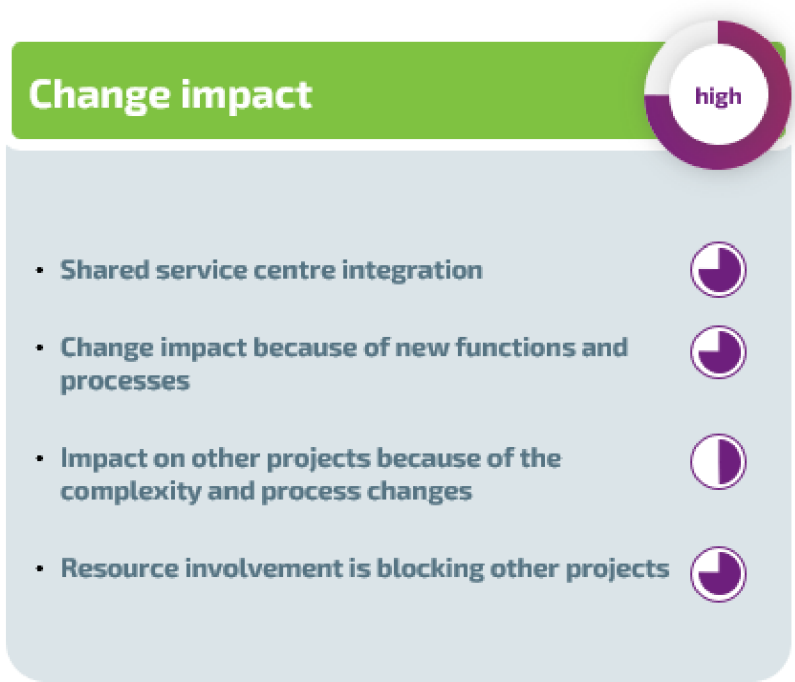 Change impact
high
• Shared service centre integration
• Change impact because of new functions and
processes
• Impact on other projects because of the
complexity and process changes
• Resource involvement is blocking other projects